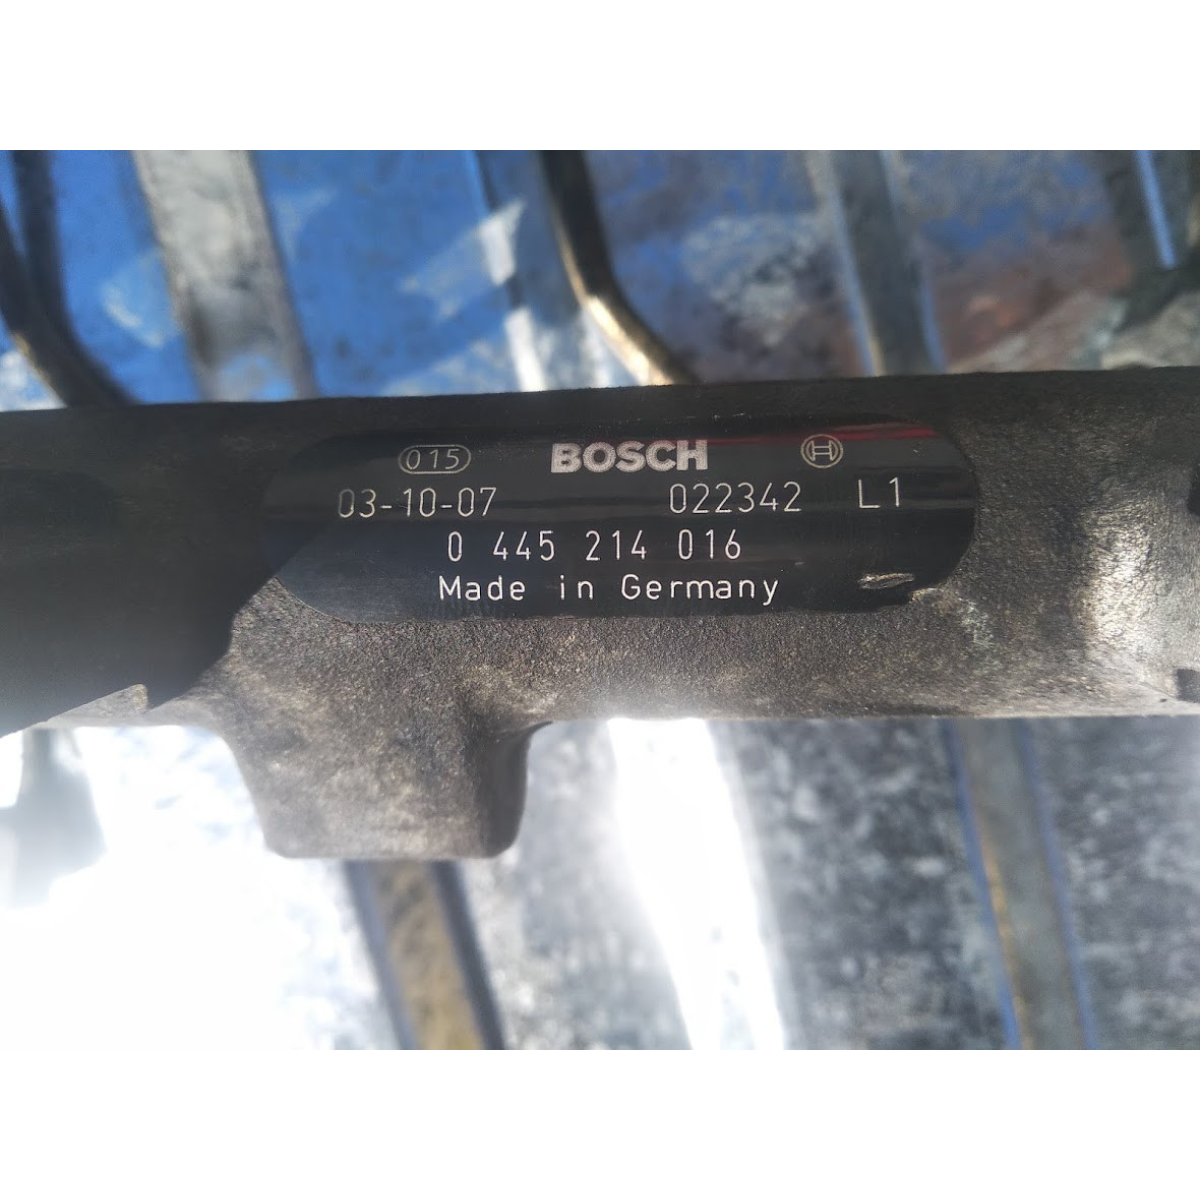 015 BOSCH
03-10-07 022342 L1
0 445 214 016
Made in Germany